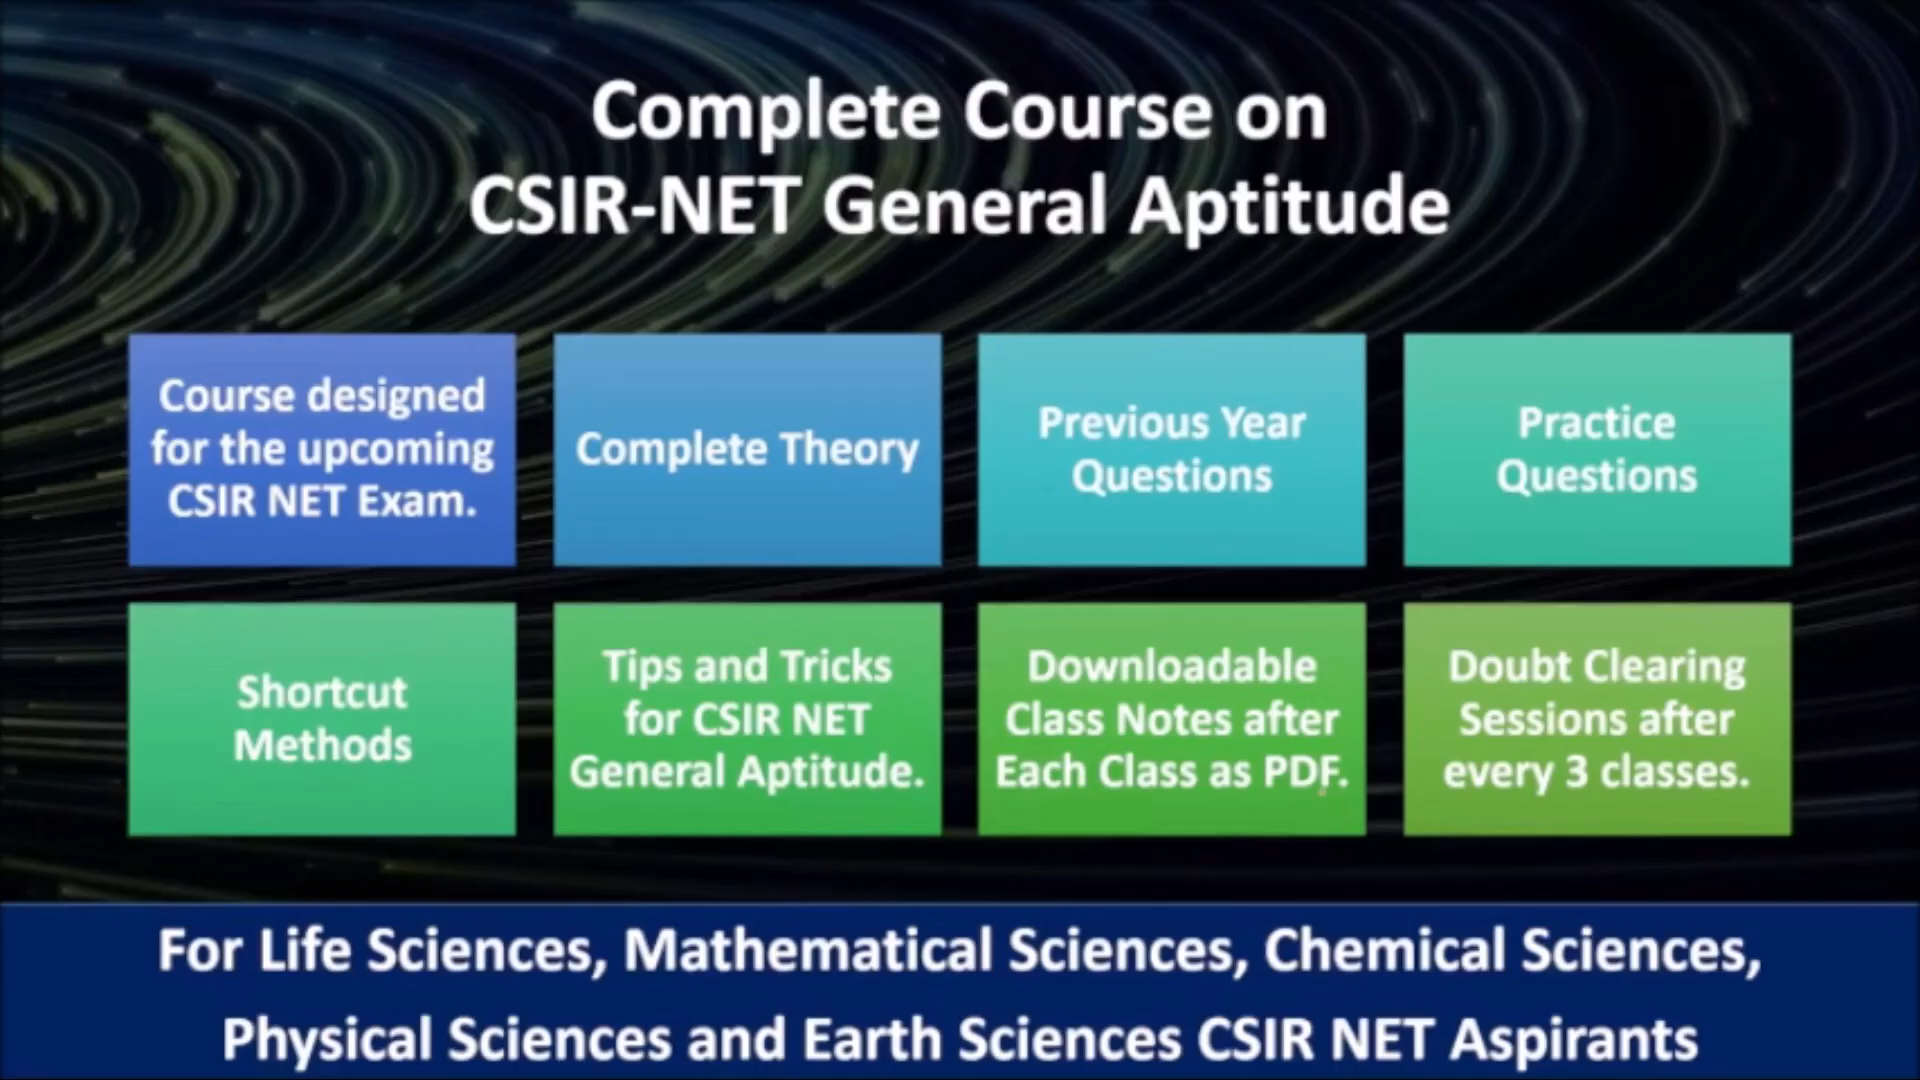 Complete Course on
CSIR-NET General Aptitude
Course designed
for the upcoming
CSIR NET Exam.
Complete Theory
Previous Year
Questions
Practice
Questions
Shortcut
Methods
Tips and Tricks
for CSIR NET
General Aptitude.
Downloadable
Class Notes after
Each Class as PDF.
Doubt Clearing
Sessions after
every 3 classes.
For Life Sciences, Mathematical Sciences, Chemical Sciences,
Physical Sciences and Earth Sciences CSIR NET Aspirants